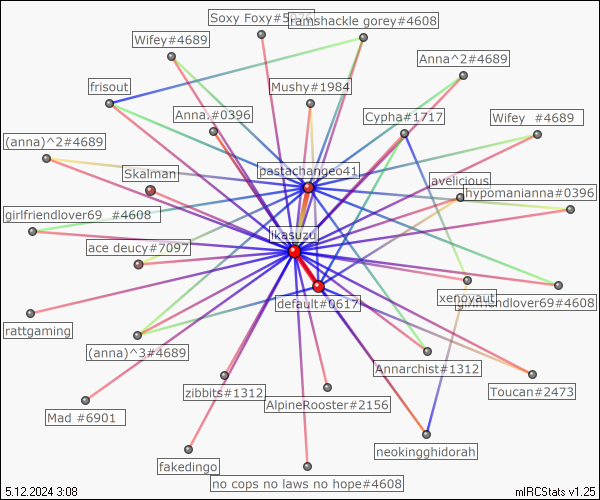 Soxy Foxy#5076
ramshackle gorey#4608
Wifey#4689
Anna^2#4689
frisout
Mushy#1984
Anna.#0396
Cypha#1717
Wifey   #4689
(anna)^2#4689
Skalman
pastachangeo41
avelicious
hypomanianna#0396
girlfriendlover69   #4608
ikasuzu
ace deucy#7097
default#0617
xenoyaut
girlfriendlover69#4608
rattgaming
(anna)^3#4689
Annarchist#1312
zibbits#1312
AlpineRooster#2156
Toucan#2473
Mad #6901
neokingghidorah
fakedingo
no cops no laws no hope#4608
5.12.2024 3:08
mIRCStats v1.25